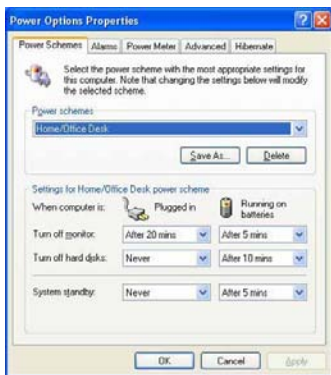 Power Options Properties
Power Schemes Alarms Power Meter Advanced Hibernate
Select the power scheme with the most appropriate settings for
this computer. Note that changing the settings below will modify
the selected scheme.
Power schemes
Home/Office Desk
Save As... Delete
Settings for Home/Office Desk power scheme
When computer is: Plugged in Running on
batteries
Turn off monitor: After 20 mins After 5 mins
Turn off hard disks: Never After 10 mins
System standby: Never After 5 mins
OK Cancel Apply